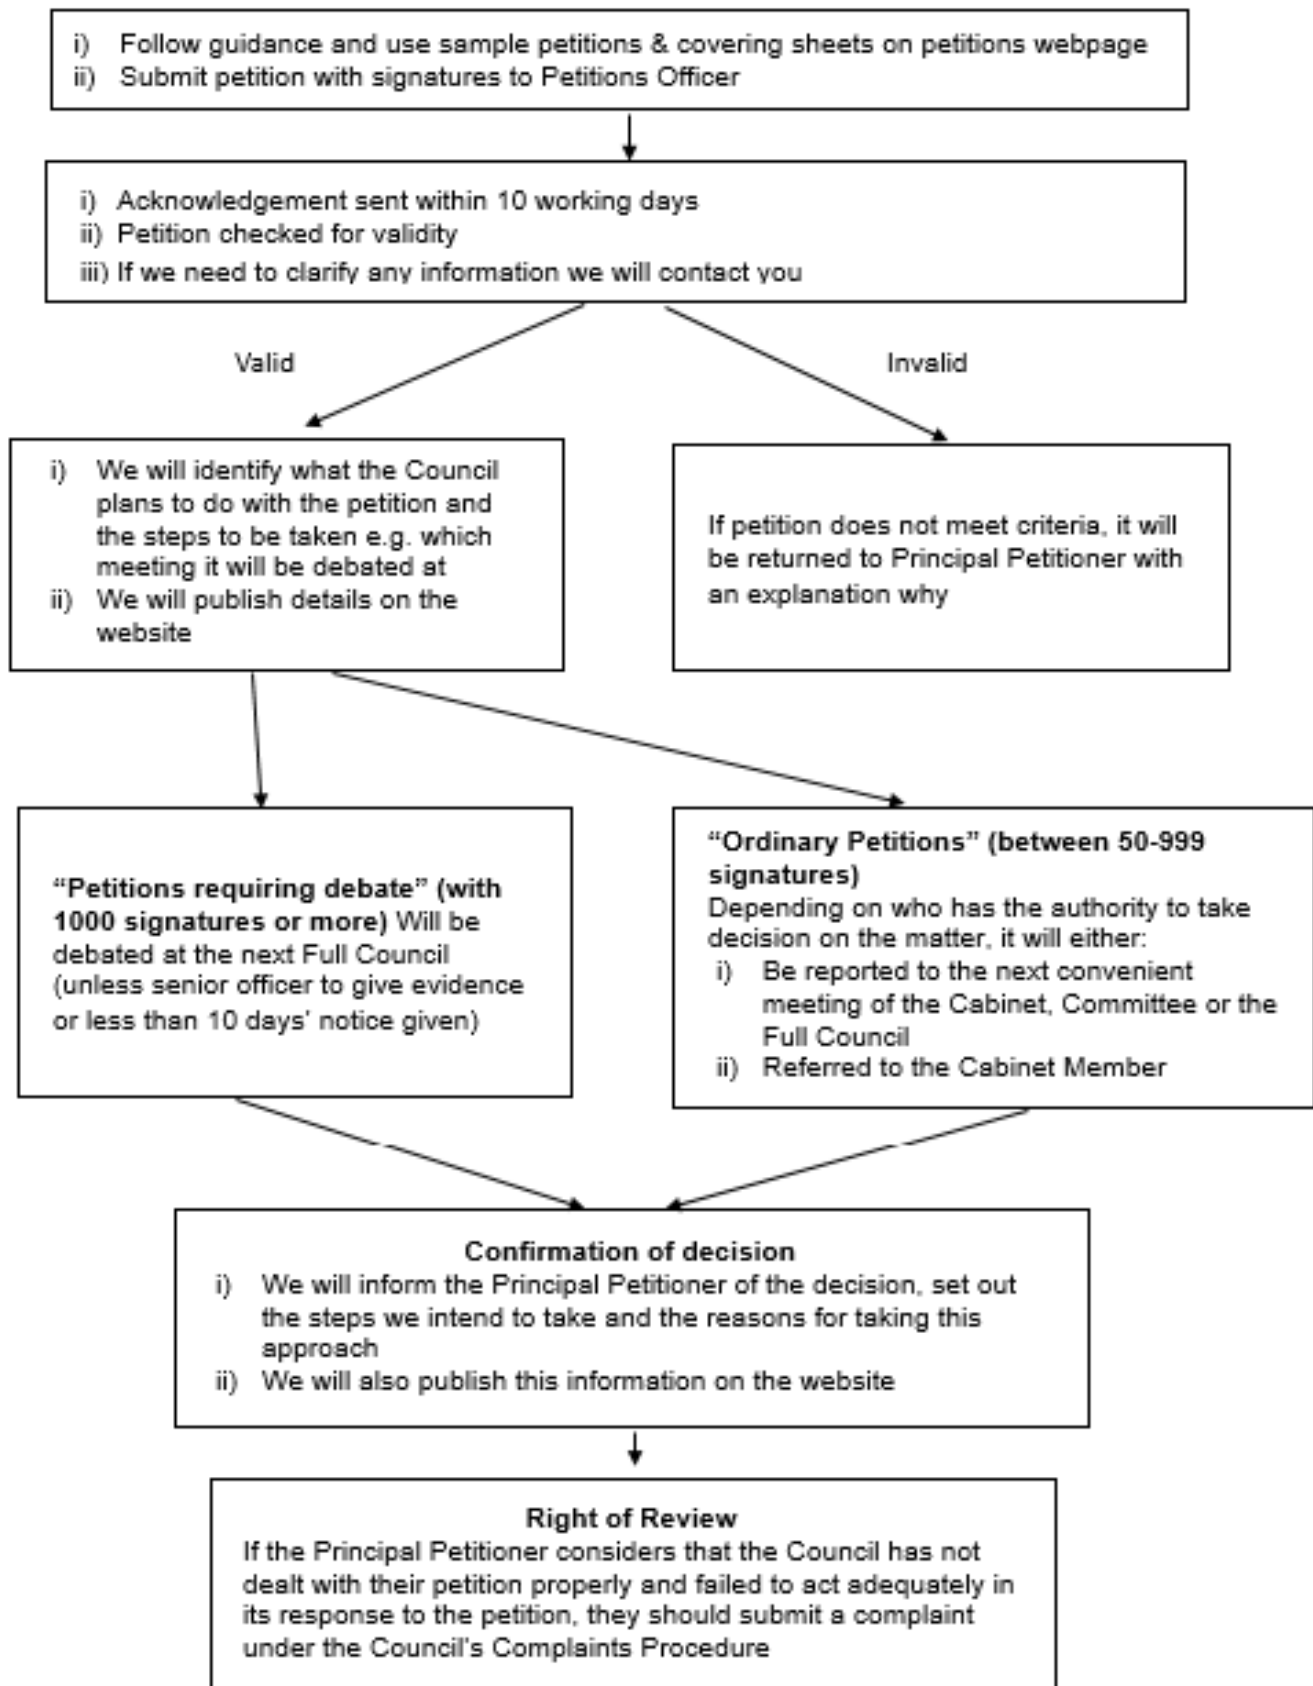 i) Follow guidance and use sample petitions & covering sheets on petitions webpage
ii) Submit petition with signatures to Petitions Officer
i) Acknowledgement sent within 10 working days
ii) Petition checked for validity
iii) If we need to clarify any information we will contact you
Valid
Invalid
i) We will identify what the Council
plans to do with the petition and
the steps to be taken e.g. which
meeting it will be debated at
ii) We will publish details on the
website
If petition does not meet criteria, it will
be returned to Principal Petitioner with
an explanation why
“Petitions requiring debate” (with
1000 signatures or more) Will be
debated at the next Full Council
(unless senior officer to give evidence
or less than 10 days’ notice given)
“Ordinary Petitions” (between 50-999
signatures)
Depending on who has the authority to take
decision on the matter, it will either:
i) Be reported to the next convenient
meeting of the Cabinet, Committee or the
Full Council
ii) Referred to the Cabinet Member
Confirmation of decision
i) We will inform the Principal Petitioner of the decision, set out
the steps we intend to take and the reasons for taking this
approach
ii) We will also publish this information on the website
Right of Review
If the Principal Petitioner considers that the Council has not
dealt with their petition properly and failed to act adequately in
its response to the petition, they should submit a complaint
under the Council's Complaints Procedure